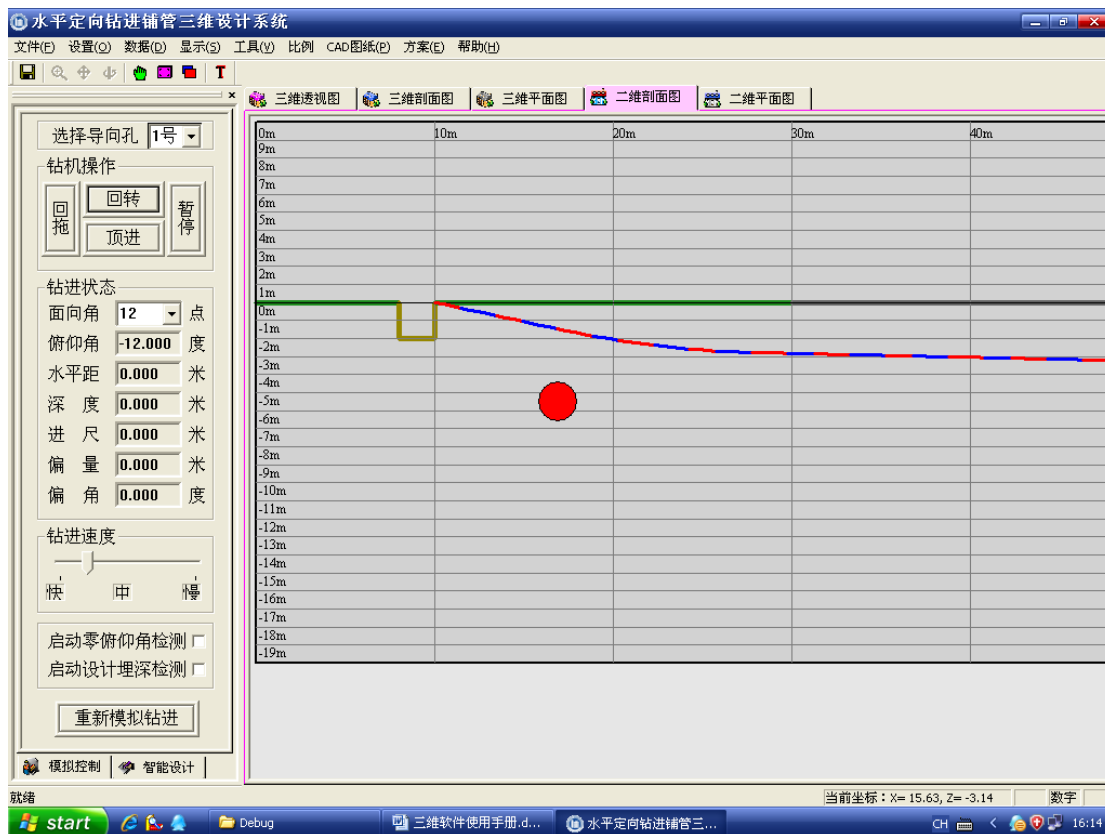 水平定向钻进铺管三维设计系统
文件(F) 设置(O) 数据(D) 显示(S) 工具(V) 比例 CAD图纸(P) 方案(E) 帮助(H)
T
三维透视图 三维剖面图 三维平面图 二维剖面图 二维平面图
选择导向孔 1号
钻机操作
回拖 回转 顶进 暂停
钻进状态
面向角 12 点
俯仰角 -12.000 度
水平距 0.000 米
深 度 0.000 米
进 尺 0.000 米
偏 量 0.000 米
偏 角 0.000 度
钻进速度
快 中 慢
启动零俯仰角检测
启动设计埋深检测
重新模拟钻进
模拟控制 智能设计
0m 10m 20m 30m 40m
9m
8m
7m
6m
5m
4m
3m
2m
1m
0m
-1m
-2m
-3m
-4m
-5m
-6m
-7m
-8m
-9m
-10m
-11m
-12m
-13m
-14m
-15m
-16m
-17m
-18m
-19m
就绪 当前坐标：X= 15.63, Z= -3.14 数字
start Debug 三维软件使用手册.d... 水平定向钻进铺管三... CH 16:14